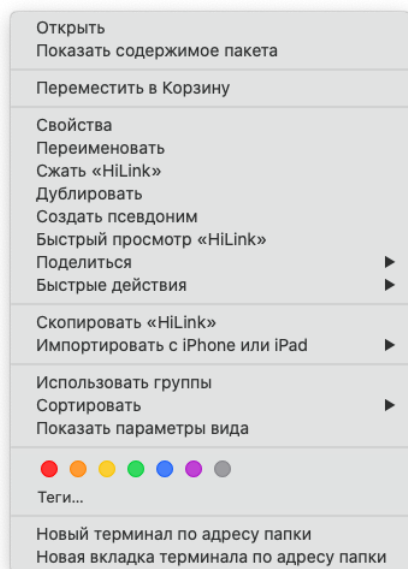 Открыть
Показать содержимое пакета
Переместить в Корзину
Свойства
Переименовать
Сжать «HiLink»
Дублировать
Создать псевдоним
Быстрый просмотр «HiLink»
Поделиться
Быстрые действия
Скопировать «HiLink»
Импортировать с iPhone или iPad
Использовать группы
Сортировать
Показать параметры вида
Теги...
Новый терминал по адресу папки
Новая вкладка терминала по адресу папки